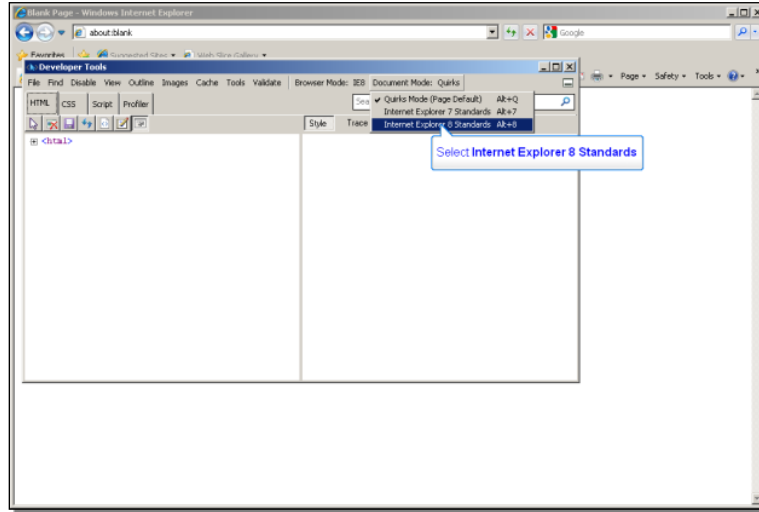 Blank Page - Windows Internet Explorer
about:blank
Google
Favorites Suggested Sites Web Slice Gallery
Developer Tools
Page Safety Tools
File Find Disable View Outline Images Cache Tools Validate Browser Mode: IE8 Document Mode: Quirks
HTML CSS Script Profiler
Sea
Quirks Mode (Page Default) Alt+Q
Internet Explorer 7 Standards Alt+7
Internet Explorer 8 Standards Alt+8
Style Trace
<html>
Select Internet Explorer 8 Standards